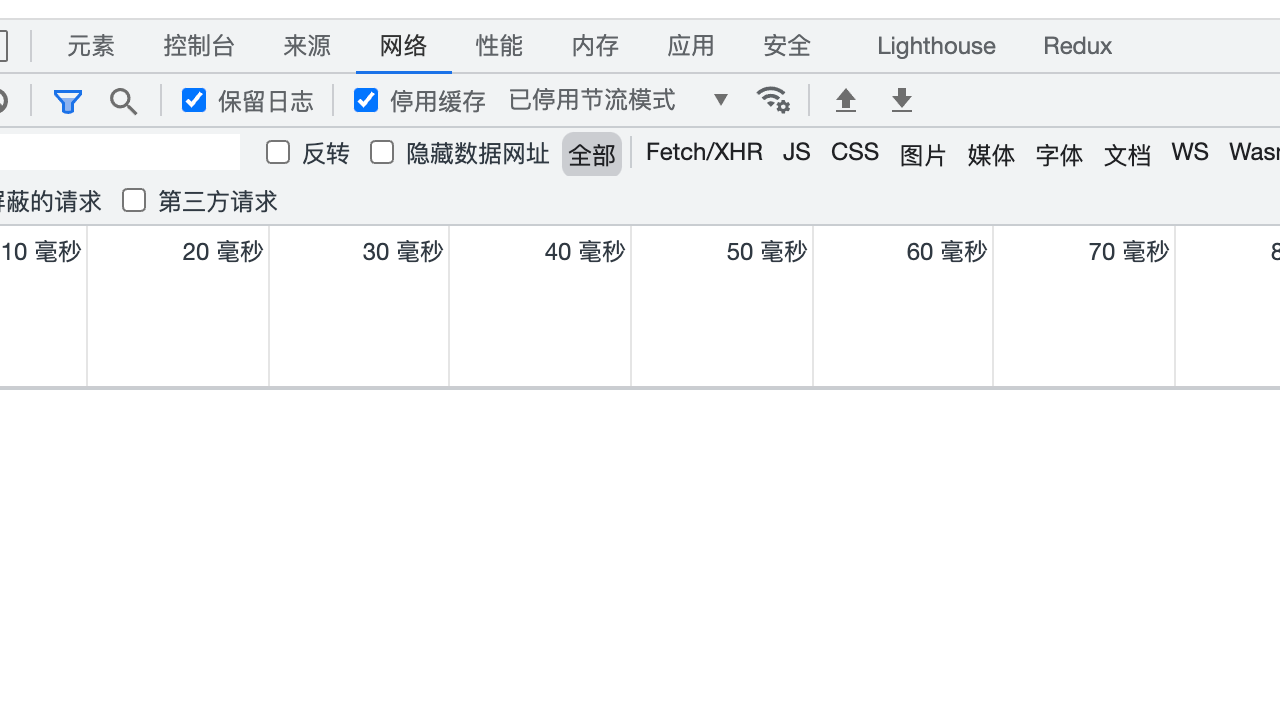 元素 控制台 来源 网络 性能 内存 应用 安全 Lighthouse Redux
保留日志 停用缓存 已停用节流模式
反转 隐藏数据网址 全部 Fetch/XHR JS CSS 图片 媒体 字体 文档 WS
蔽的请求 第三方请求
10 毫秒 20 毫秒 30 毫秒 40 毫秒 50 毫秒 60 毫秒 70 毫秒